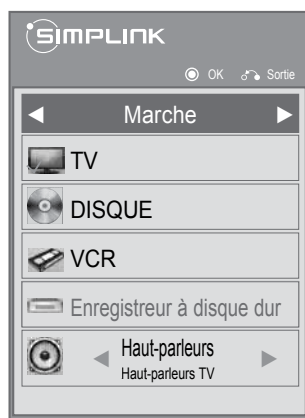 SIMPLINK
OK Sortie
Marche
TV
DISQUE
VCR
Enregistreur à disque dur
Haut-parleurs
Haut-parleurs TV